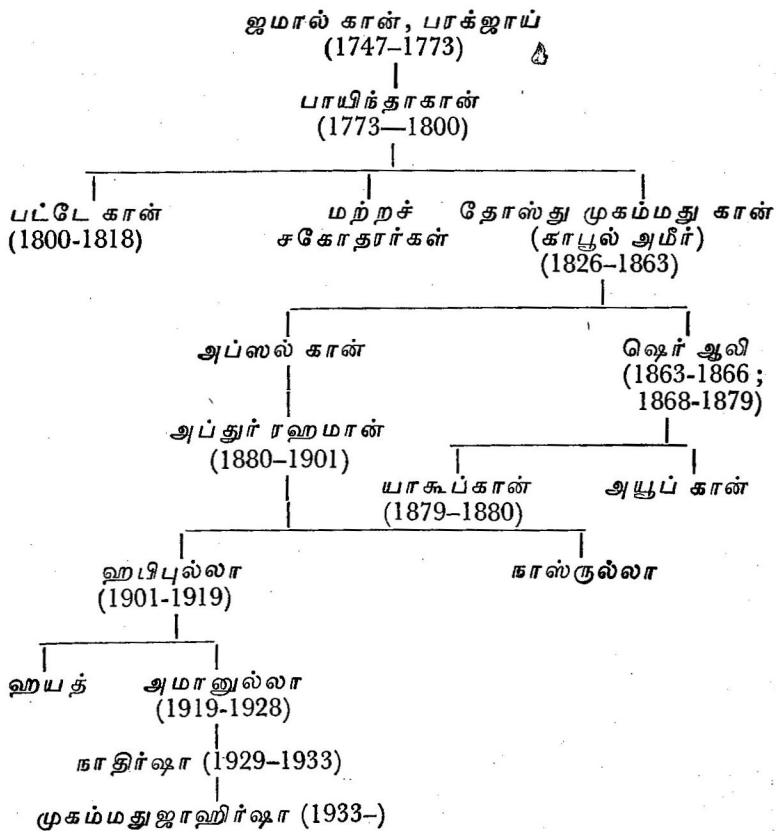 ஜமால் கான், பரக்ஜாய்
(1747–1773)
பாயிந்தாகான்
(1773—1800)
பட்டே கான் மற்றச் தோஸ்து முகம்மது கான்
(1800-1818) சகோதரர்கள் (காபூல் அமீர்)
(1826–1863)
அப்ஸல் கான் ஷெர் ஆலி
(1863-1866 ;
1868-1879)
அப்துர் ரஹமான்
(1880–1901)
யாகூப்கான் அயூப் கான்
(1879–1880)
ஹபிபுல்லா நாஸ்ருல்லா
(1901-1919)
ஹயத் அமானுல்லா
(1919-1928)
நாதிர்ஷா (1929–1933)
முகம்மதுஜாஹிர்ஷா (1933–)